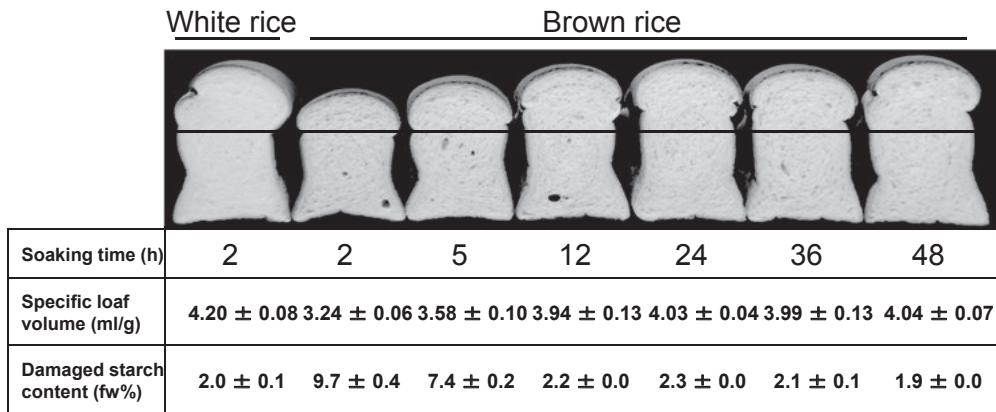 White rice Brown rice
Soaking time (h) 2 2 5 12 24 36 48
Specific loaf
volume (ml/g) 4.20 ± 0.08 3.24 ± 0.06 3.58 ± 0.10 3.94 ± 0.13 4.03 ± 0.04 3.99 ± 0.13 4.04 ± 0.07
Damaged starch
content (fw%) 2.0 ± 0.1 9.7 ± 0.4 7.4 ± 0.2 2.2 ± 0.0 2.3 ± 0.0 2.1 ± 0.1 1.9 ± 0.0